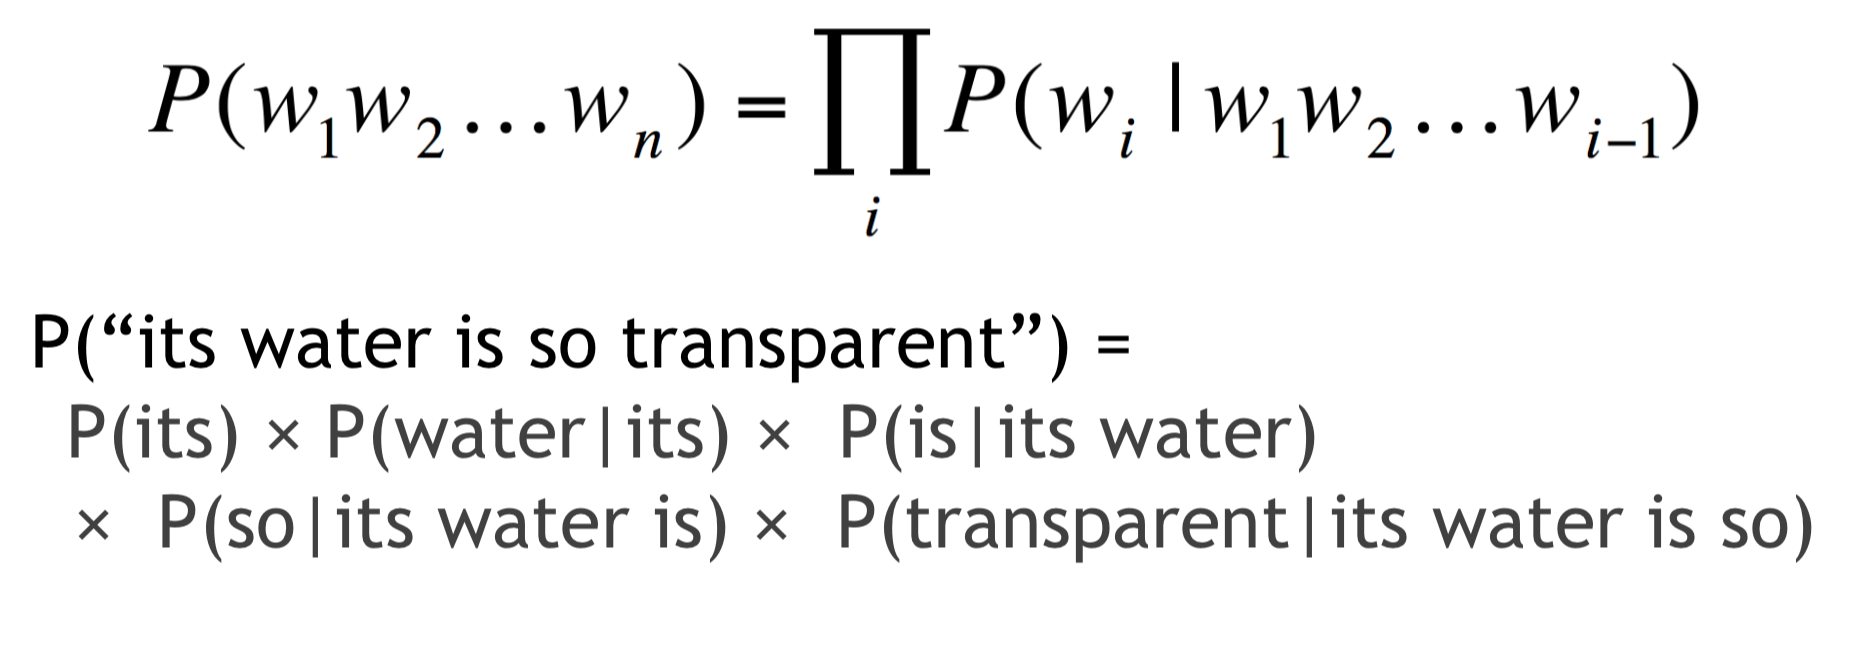 P(w₁w₂…wₙ) = ∏ᵢ P(wᵢ | w₁w₂…wᵢ₋₁)
P(“its water is so transparent”) =
P(its) × P(water|its) × P(is|its water)
× P(so|its water is) × P(transparent|its water is so)